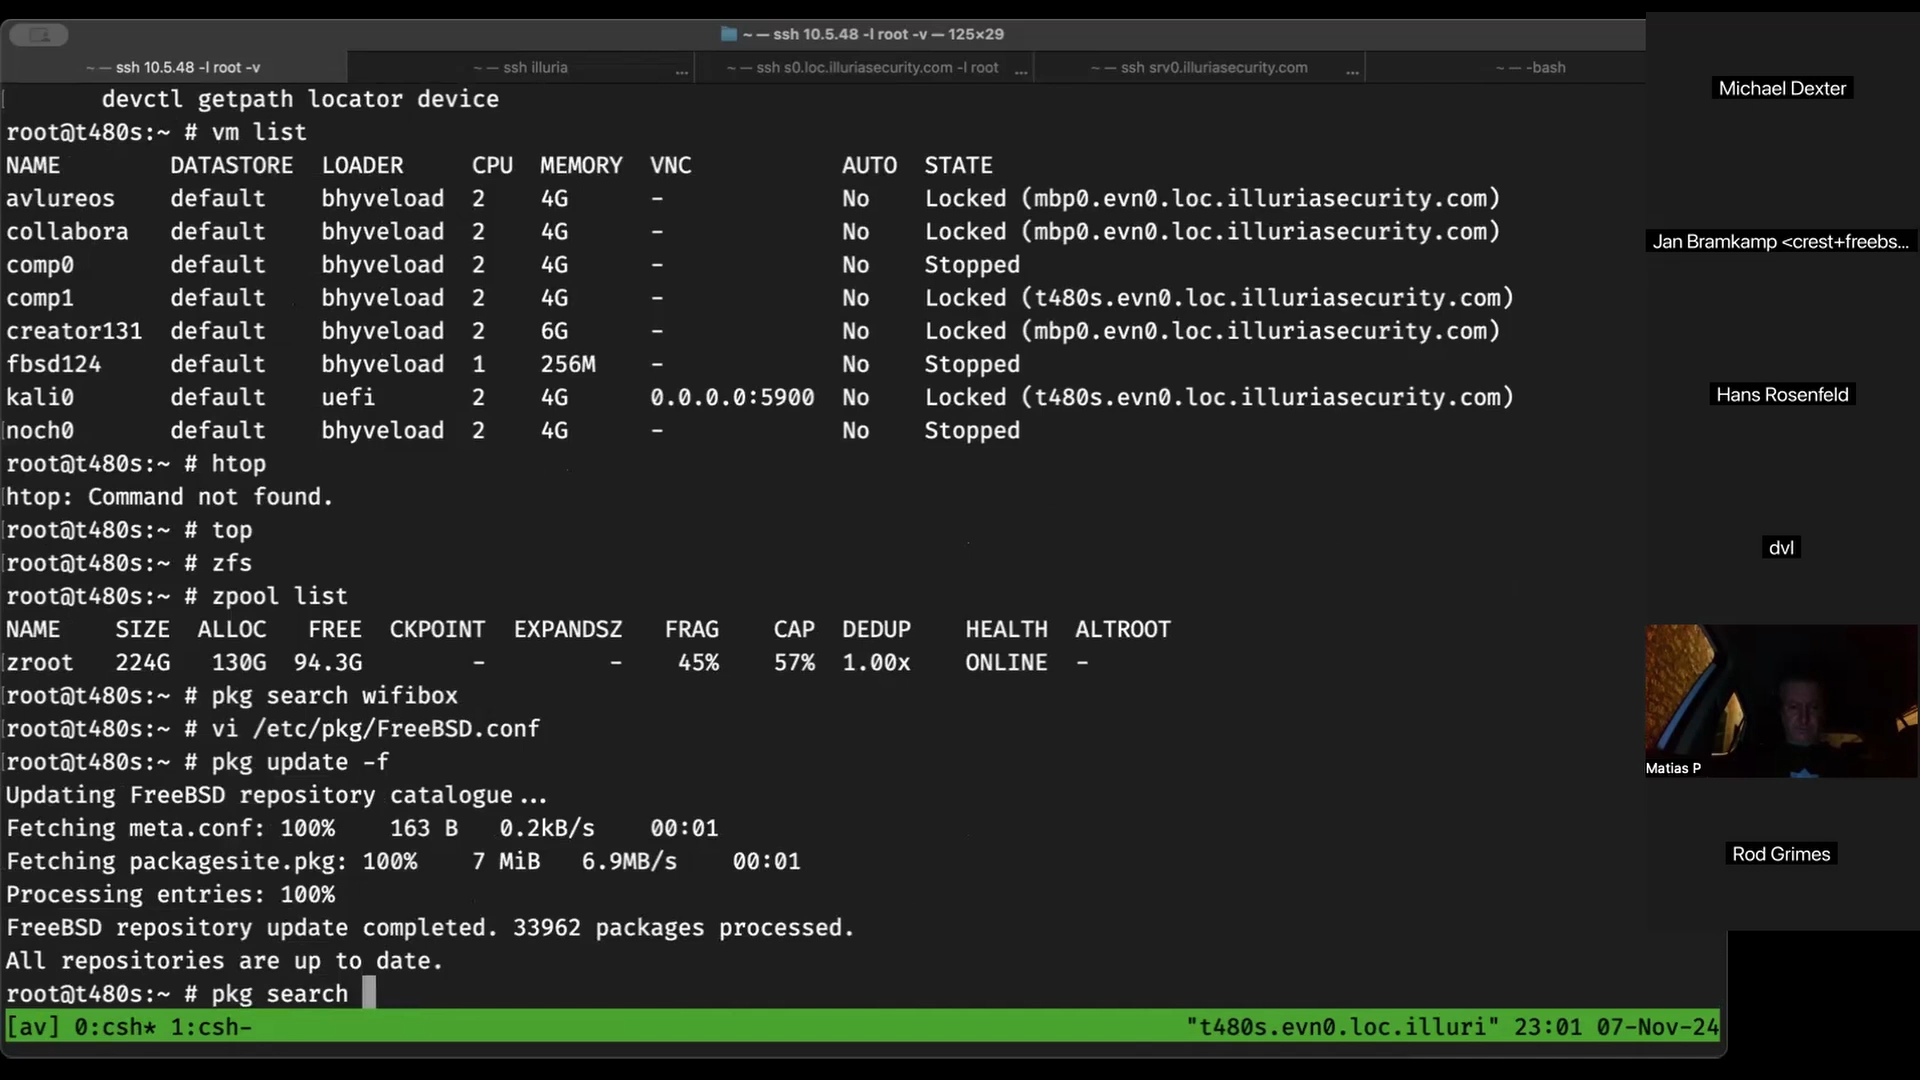 ~ — ssh 10.5.48 -l root -v — 125×29
~ — ssh 10.5.48 -l root -v
~ — ssh illuria ...
~ — ssh s0.loc.illuriasecurity.com -l root ...
~ — ssh srv0.illuriasecurity.com ...
~ — -bash
devctl getpath locator device
root@t480s:~ # vm list
NAME DATASTORE LOADER CPU MEMORY VNC AUTO STATE
avlureos default bhyveload 2 4G - No Locked (mbp0.evn0.loc.illuriasecurity.com)
collabora default bhyveload 2 4G - No Locked (mbp0.evn0.loc.illuriasecurity.com)
comp0 default bhyveload 2 4G - No Stopped
comp1 default bhyveload 2 4G - No Locked (t480s.evn0.loc.illuriasecurity.com)
creator131 default bhyveload 2 6G - No Locked (mbp0.evn0.loc.illuriasecurity.com)
fbsd124 default bhyveload 1 256M - No Stopped
kali0 default uefi 2 4G 0.0.0.0:5900 No Locked (t480s.evn0.loc.illuriasecurity.com)
noch0 default bhyveload 2 4G - No Stopped
root@t480s:~ # htop
htop: Command not found.
root@t480s:~ # top
root@t480s:~ # zfs
root@t480s:~ # zpool list
NAME SIZE ALLOC FREE CKPOINT EXPANDSZ FRAG CAP DEDUP HEALTH ALTROOT
zroot 224G 130G 94.3G - - 45% 57% 1.00x ONLINE -
root@t480s:~ # pkg search wifibox
root@t480s:~ # vi /etc/pkg/FreeBSD.conf
root@t480s:~ # pkg update -f
Updating FreeBSD repository catalogue...
Fetching meta.conf: 100% 163 B 0.2kB/s 00:01
Fetching packagesite.pkg: 100% 7 MiB 6.9MB/s 00:01
Processing entries: 100%
FreeBSD repository update completed. 33962 packages processed.
All repositories are up to date.
root@t480s:~ # pkg search
[av] 0:csh* 1:csh- "t480s.evn0.loc.illuri" 23:01 07-Nov-24
Michael Dexter
Jan Bramkamp <crest+freebs...
Hans Rosenfeld
dvl
Matias P
Rod Grimes